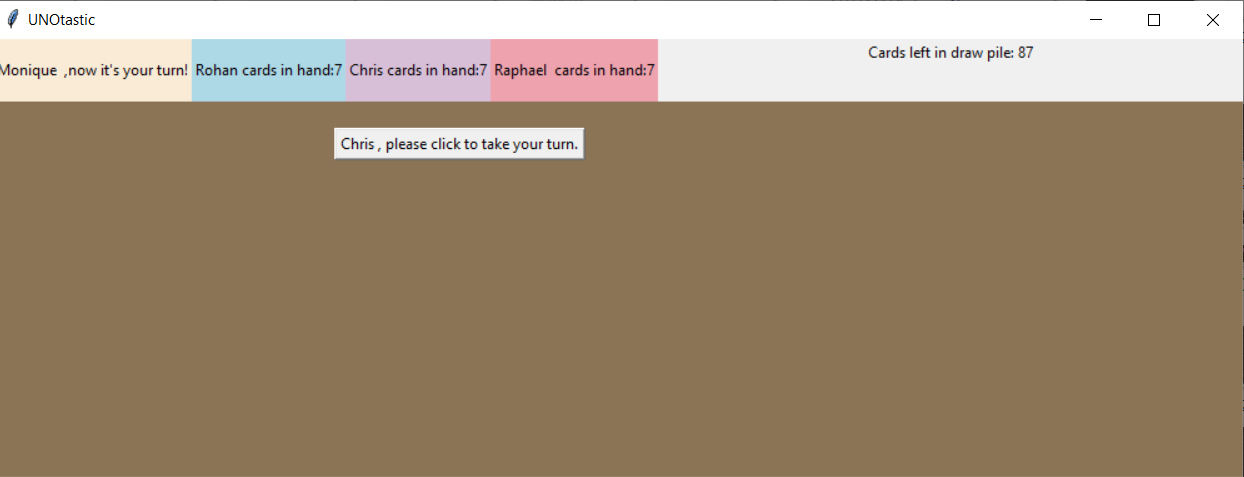 UNOtastic
Monique ,now it's your turn! Rohan cards in hand:7 Chris cards in hand:7 Raphael cards in hand:7
Cards left in draw pile: 87
Chris , please click to take your turn.